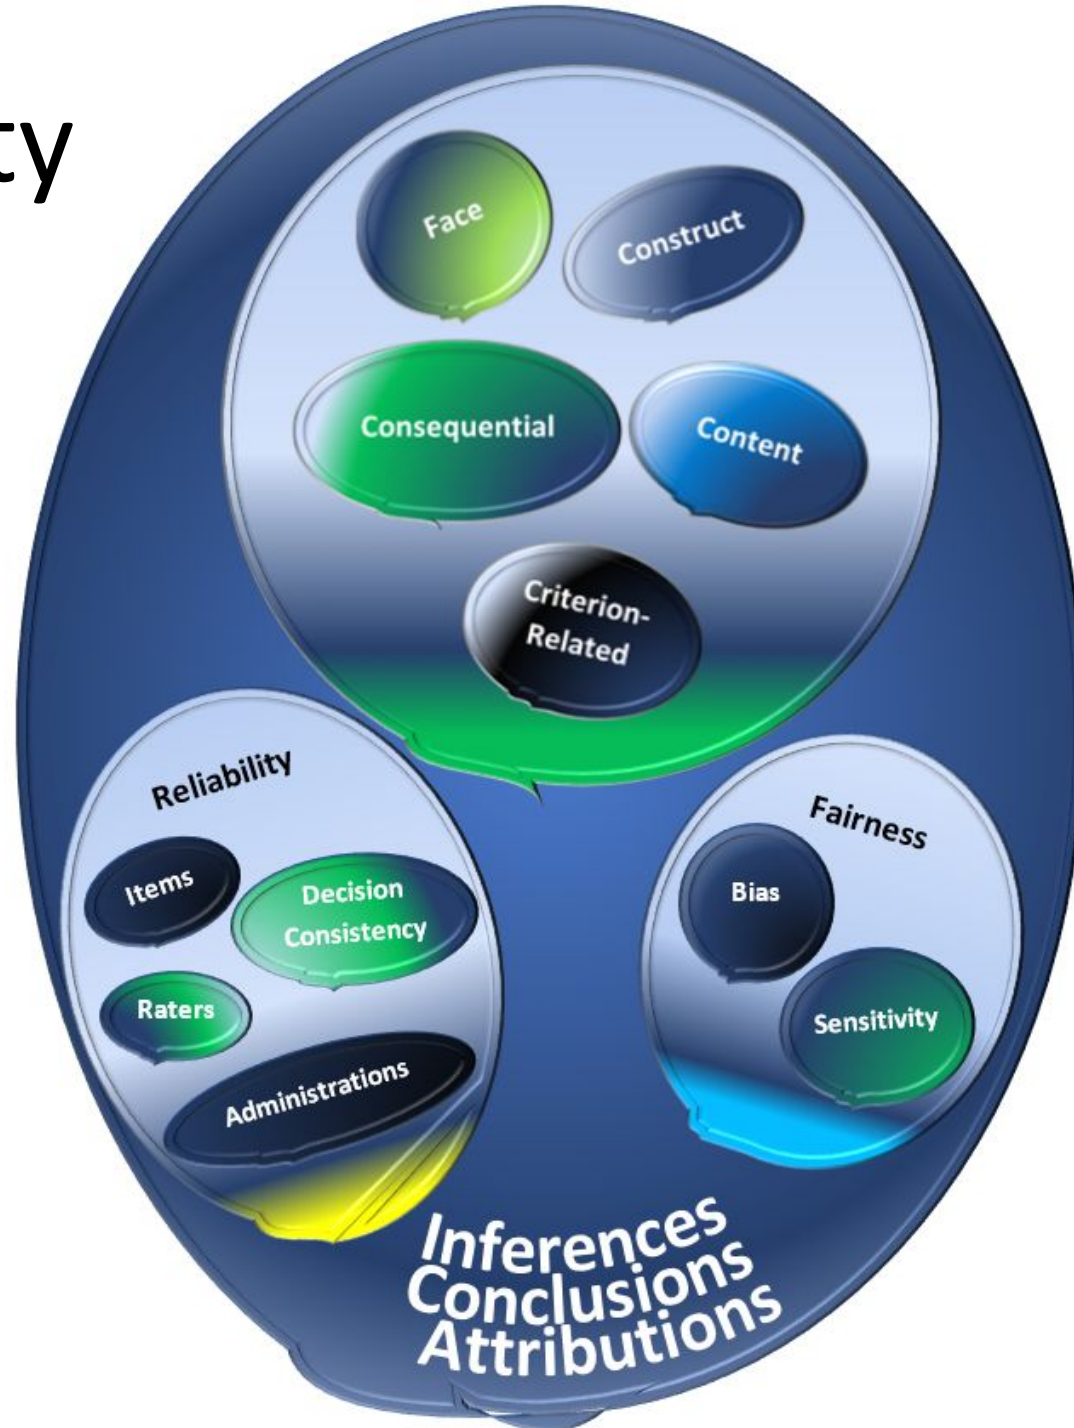 ty
Face
Construct
Consequential
Content
Criterion-
Related
Reliability
Items
Decision
Consistency
Raters
Administrations
Fairness
Bias
Sensitivity
Inferences
Conclusions
Attributions